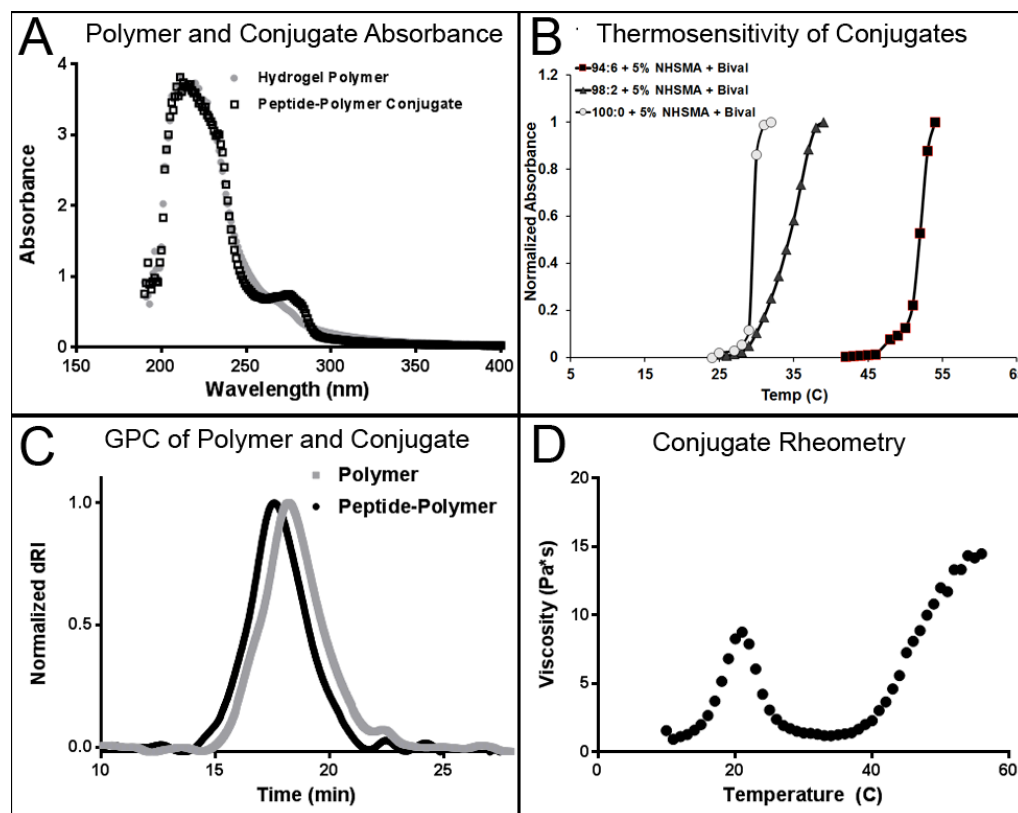 A
Polymer and Conjugate Absorbance
Hydrogel Polymer
Peptide-Polymer Conjugate
Absorbance
4
3
2
1
0
200
250
300
350
400
Wavelength (nm)
B
Thermosensitivity of Conjugates
94:6 + 5% NHSMA + Bival
98:2 + 5% NHSMA + Bival
100:0 + 5% NHSMA + Bival
Normalized Absorbance
1.2
1
0.8
0.6
0.4
0.2
0
5
15
25
35
45
55
65
Temp (C)
C
GPC of Polymer and Conjugate
Polymer
Peptide-Polymer
Normalized dRI
1.0
0.5
0.0
10
15
20
25
Time (min)
D
Conjugate Rheometry
Viscosity (Pa*s)
20
15
10
5
0
0
20
40
60
Temperature (C)